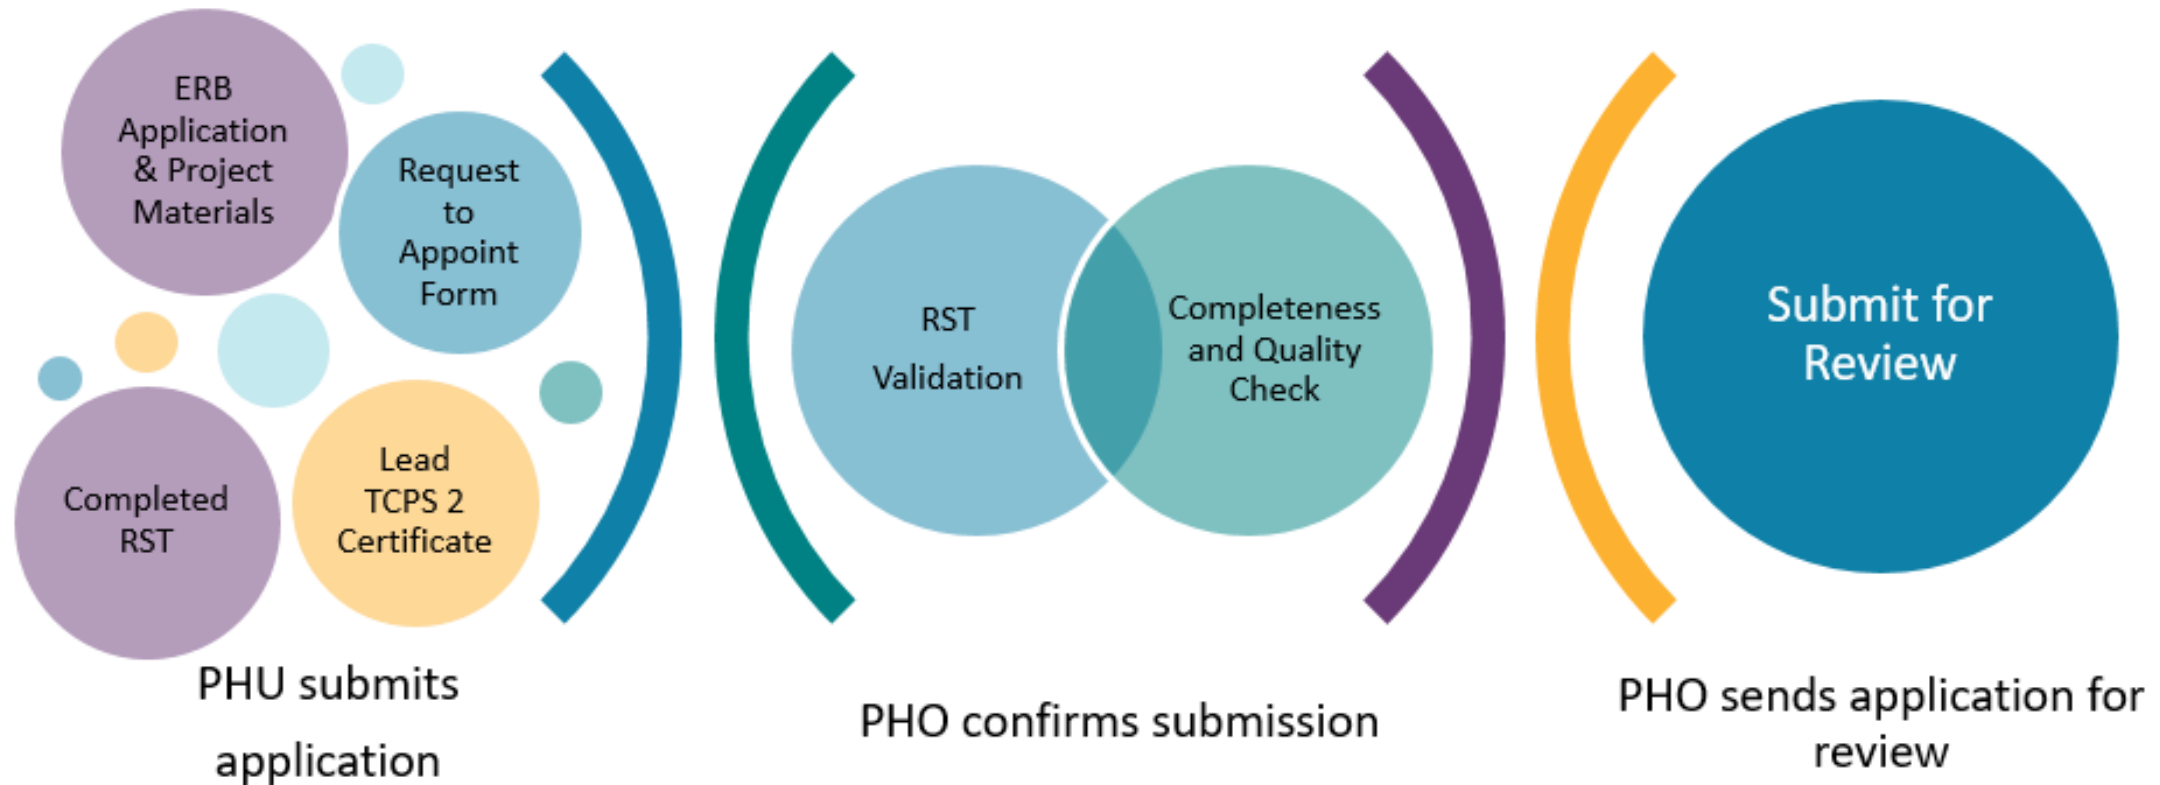 ERB
Application
& Project
Materials
Request
to
Appoint
Form
Completed
RST
Lead
TCPS 2
Certificate
PHU submits
application
RST
Validation
Completeness
and Quality
Check
PHO confirms submission
Submit for
Review
PHO sends application for
review